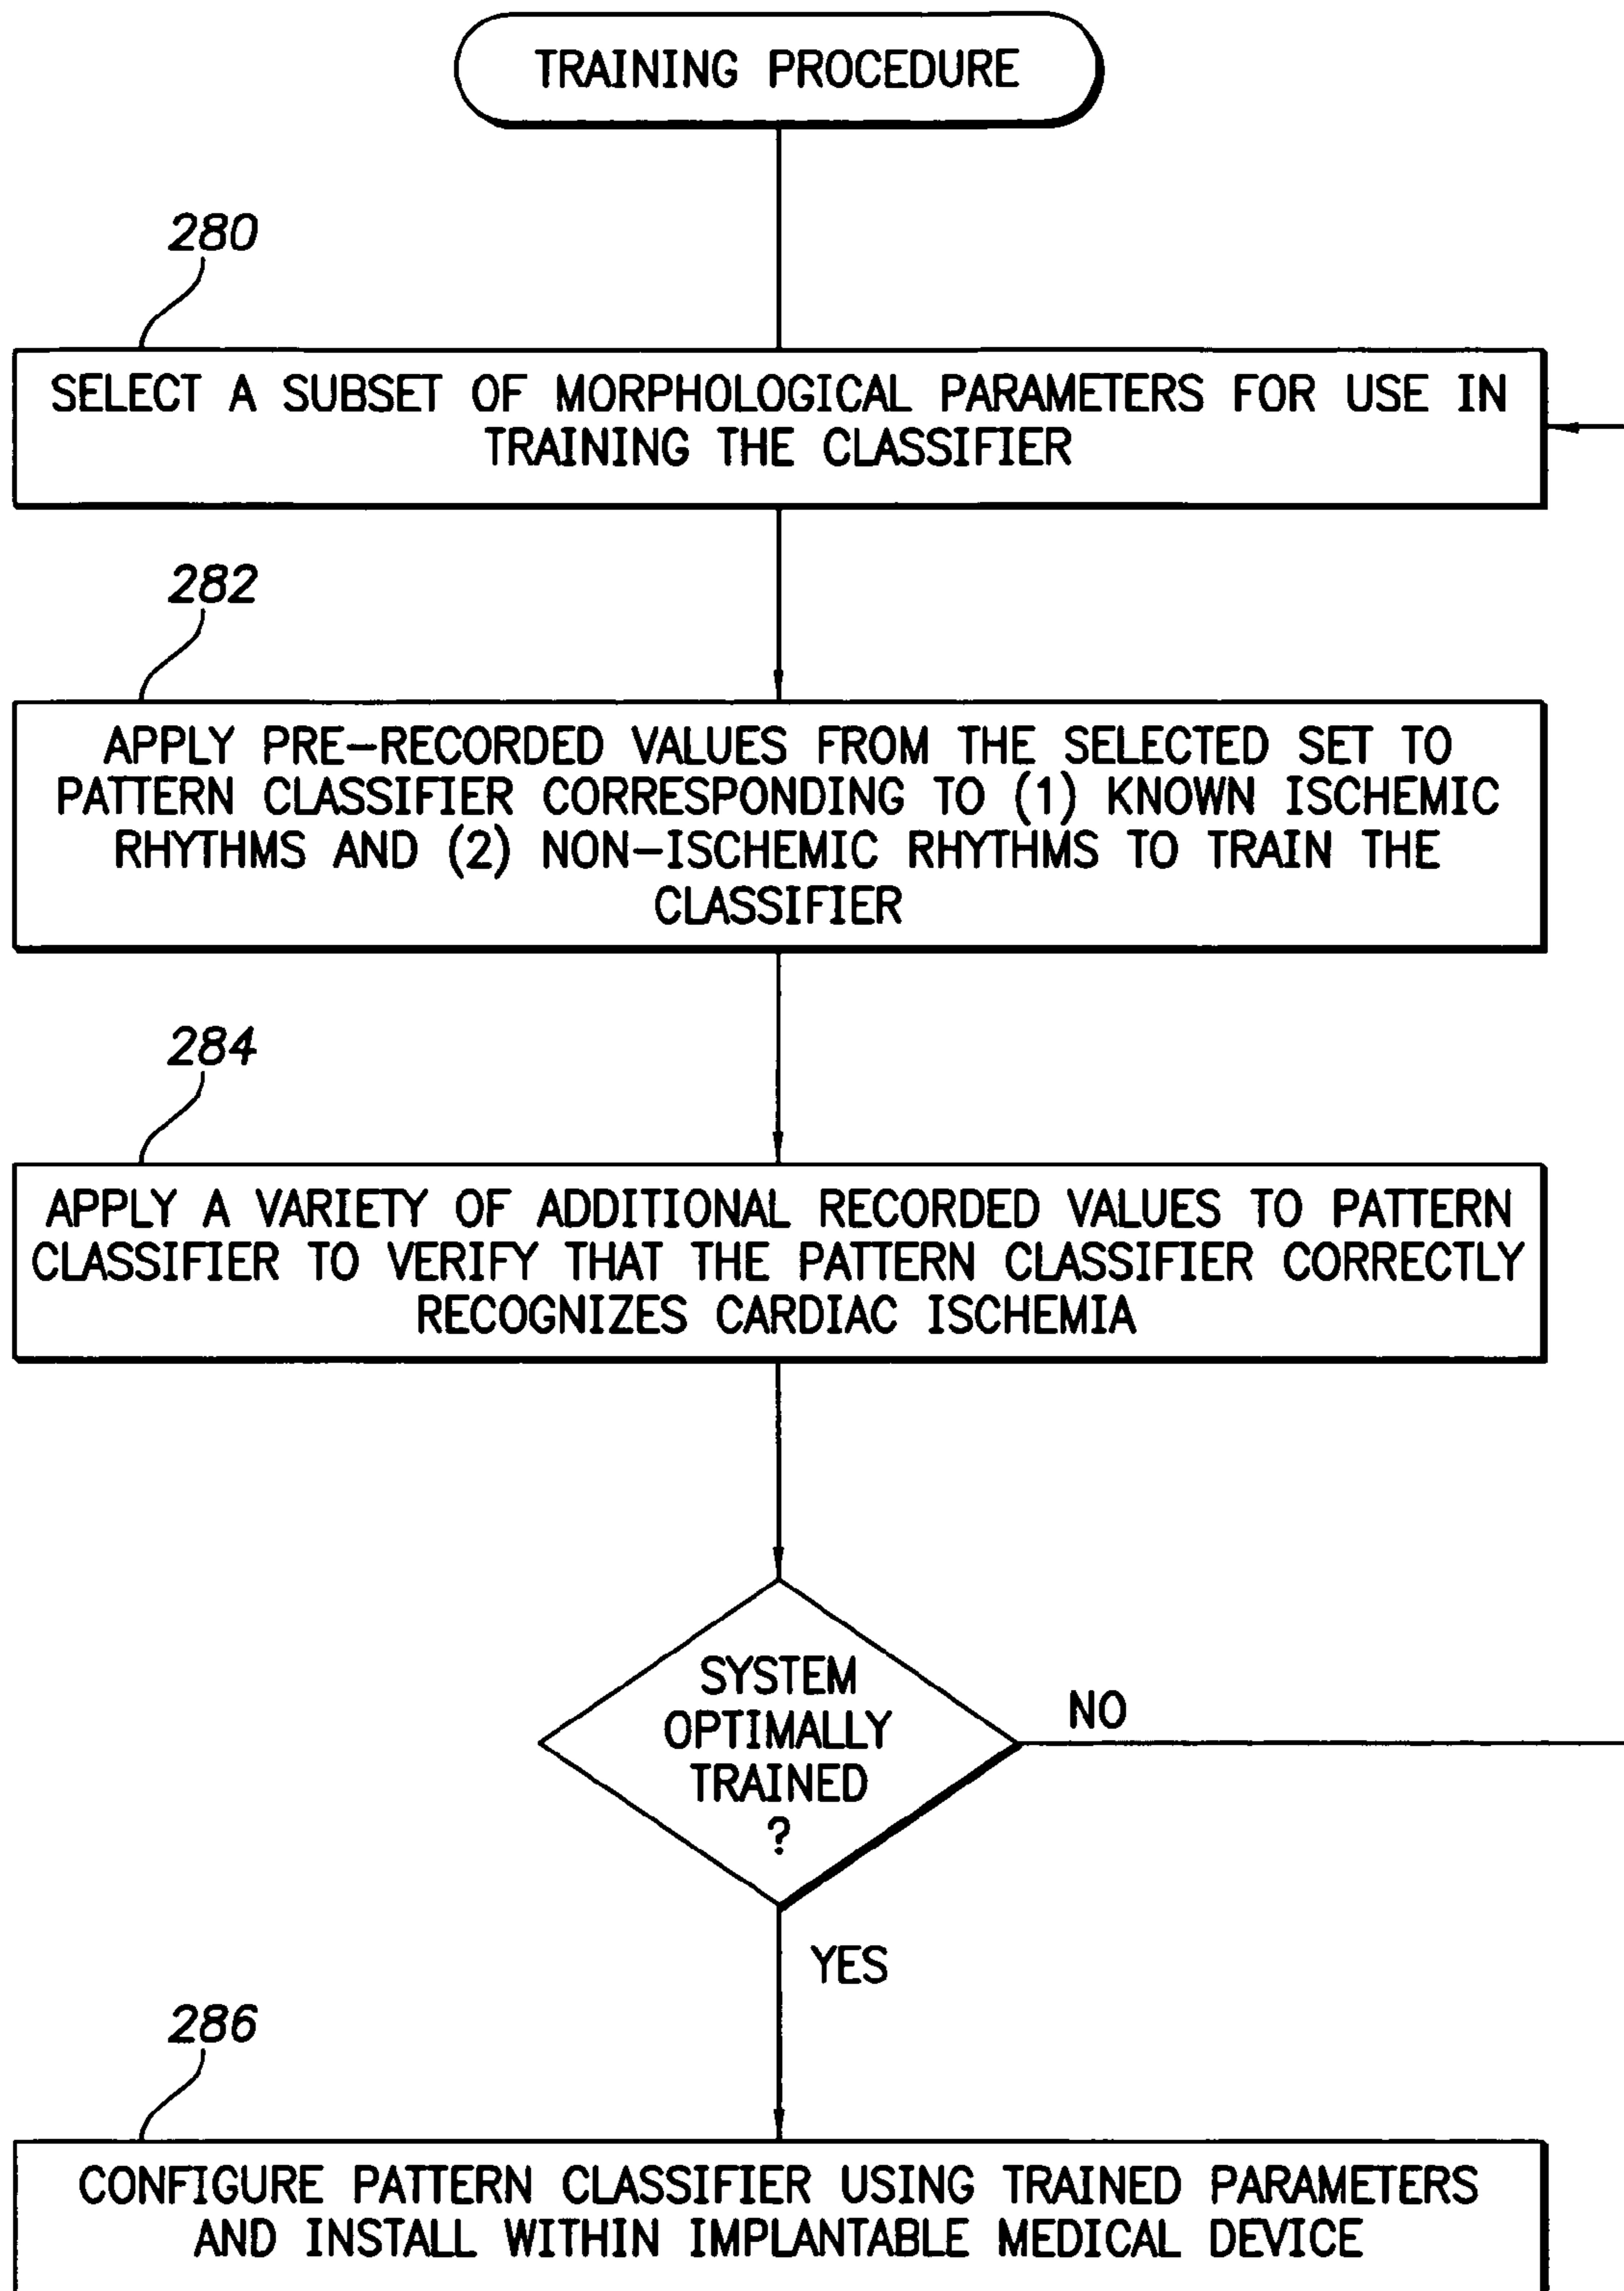 TRAINING PROCEDURE
280
SELECT A SUBSET OF MORPHOLOGICAL PARAMETERS FOR USE IN
TRAINING THE CLASSIFIER
282
APPLY PRE-RECORDED VALUES FROM THE SELECTED SET TO
PATTERN CLASSIFIER CORRESPONDING TO (1) KNOWN ISCHEMIC
RHYTHMS AND (2) NON-ISCHEMIC RHYTHMS TO TRAIN THE
CLASSIFIER
284
APPLY A VARIETY OF ADDITIONAL RECORDED VALUES TO PATTERN
CLASSIFIER TO VERIFY THAT THE PATTERN CLASSIFIER CORRECTLY
RECOGNIZES CARDIAC ISCHEMIA
SYSTEM
OPTIMALLY
TRAINED
?
NO
YES
286
CONFIGURE PATTERN CLASSIFIER USING TRAINED PARAMETERS
AND INSTALL WITHIN IMPLANTABLE MEDICAL DEVICE